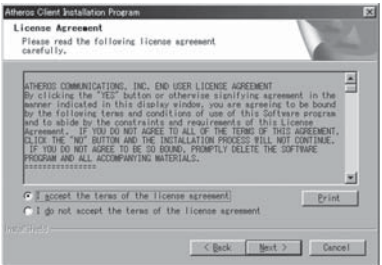 Atheros Client Installation Program
License Agreement
Please read the following license agreement
carefully.
ATHEROS COMMUNICATIONS, INC. END USER LICENSE AGREEMENT
By clicking the "YES" button or otherwise signifying agreement in the
manner indicated in this display window, you are agreeing to be bound
by the following terms and conditions of use of this Software program
and to abide by the constraints and requirements of this License
Agreement.  IF YOU DO NOT AGREE TO ALL OF THE TERMS OF THIS AGREEMENT,
CLICK THE "NO" BUTTON AND THE INSTALLATION PROCESS WILL NOT CONTINUE.
IF YOU DO NOT AGREE TO BE SO BOUND, PROMPTLY DELETE THE SOFTWARE
PROGRAM AND ALL ACCOMPANYING MATERIALS.
================
I accept the terms of the license agreement
Print
I do not accept the terms of the license agreement
InstallShield
< Back
Next >
Cancel